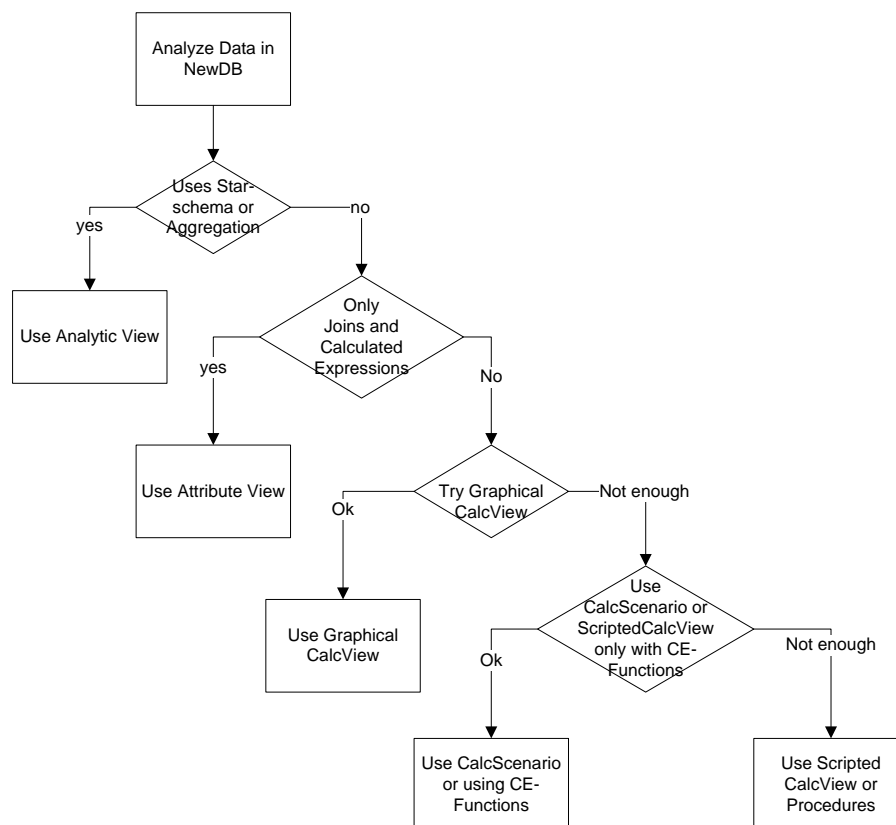 Analyze Data in
NewDB
Uses Star-
schema or
Aggregation
yes
no
Use Analytic View
Only
Joins and
Calculated
Expressions
yes
No
Use Attribute View
Try Graphical
CalcView
Ok
Not enough
Use Graphical
CalcView
Use
CalcScenario or
ScriptedCalcView
only with CE-
Functions
Ok
Not enough
Use CalcScenario
or using CE-
Functions
Use Scripted
CalcView or
Procedures